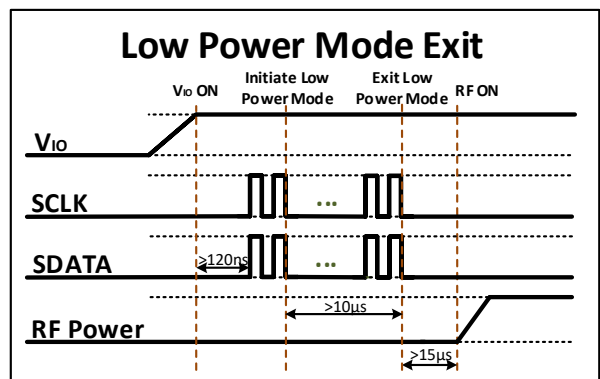 Low Power Mode Exit
VIO ON
Initiate Low
Power Mode
Exit Low
Power Mode
RF ON
VIO
SCLK
...
SDATA
>120ns
...
>10µs
RF Power
>15µs